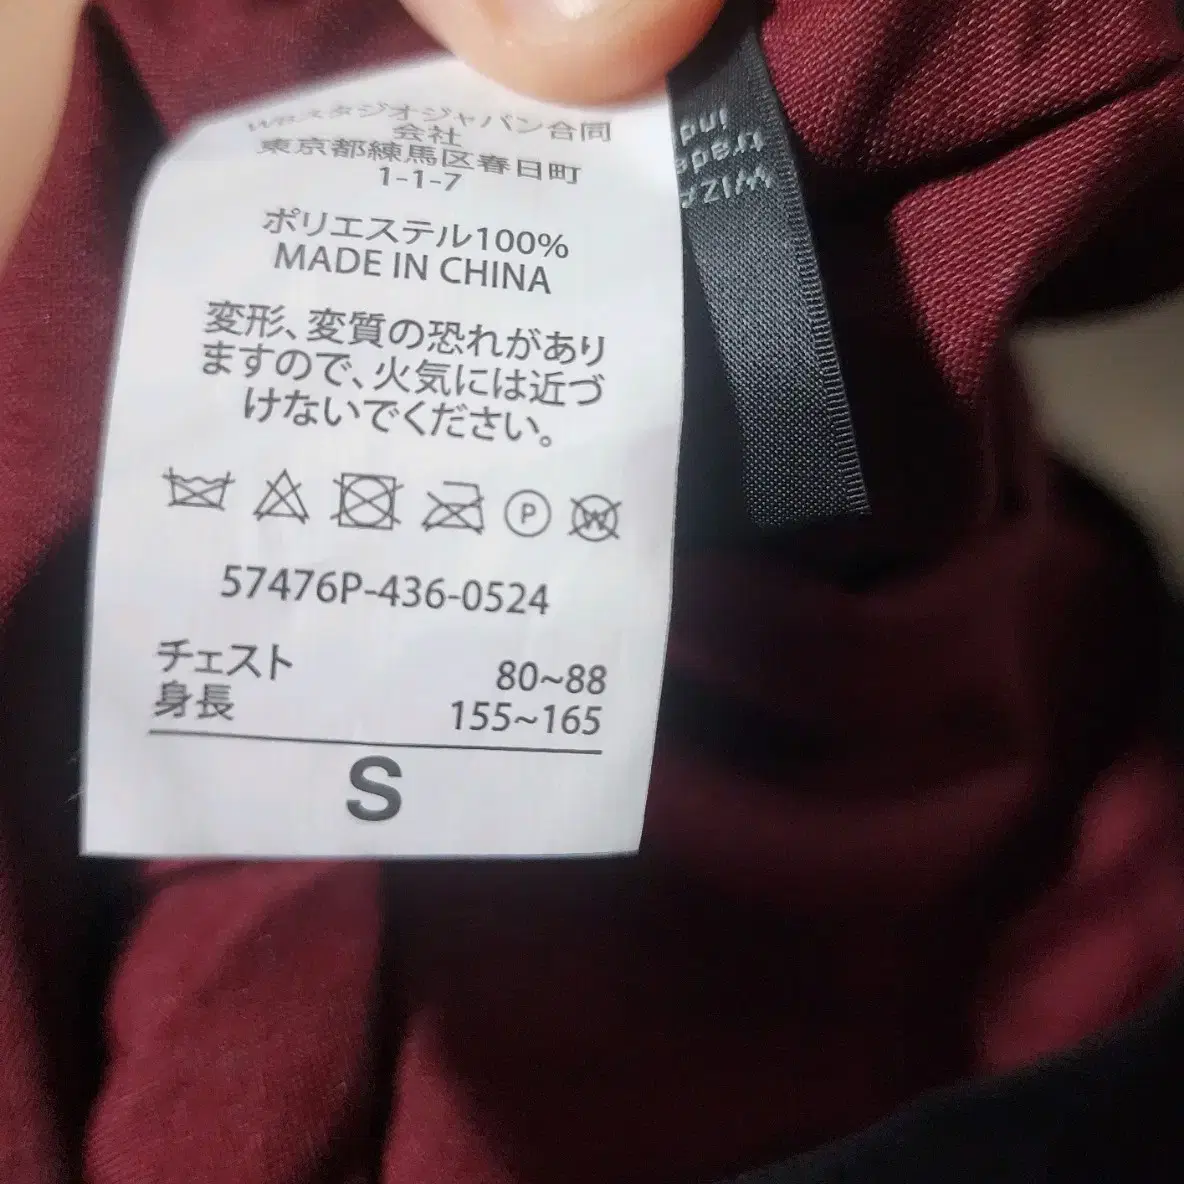 WBスタジオジャパン合同
会社
東京都練馬区春日町
1-1-7
ポリエステル100%
MADE IN CHINA
変形、変質の恐れがあり
ますので、火気には近づ
けないでください。
P
W
57476P-436-0524
チェスト 80~88
身長 155~165
S